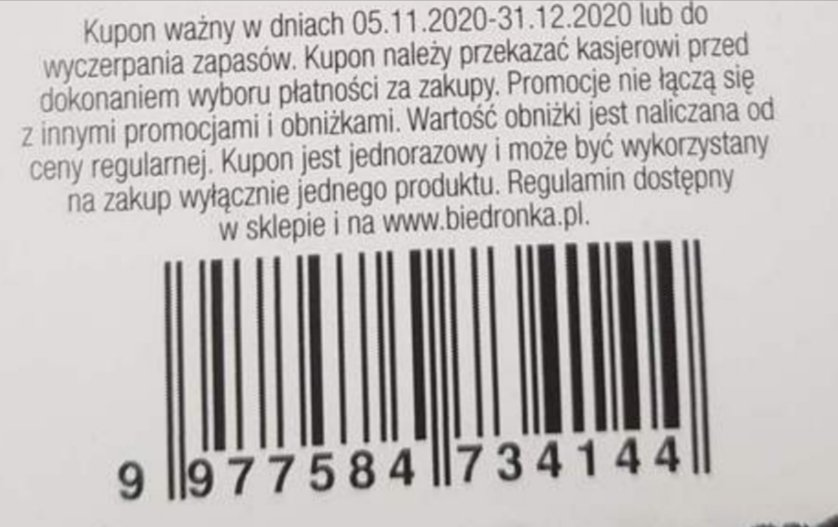 Kupon ważny w dniach 05.11.2020-31.12.2020 lub do
wyczerpania zapasów. Kupon należy przekazać kasjerowi przed
dokonaniem wyboru płatności za zakupy. Promocje nie łączą się
z innymi promocjami i obniżkami. Wartość obniżki jest naliczana od
ceny regularnej. Kupon jest jednorazowy i może być wykorzystany
na zakup wyłącznie jednego produktu. Regulamin dostępny
w sklepie i na www.biedronka.pl.
9 977584 734144